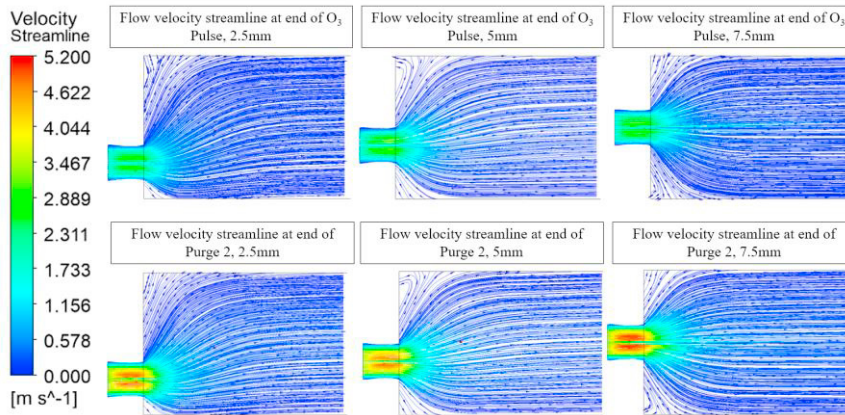 Velocity
Streamline
5.200
4.622
4.044
3.467
2.889
2.311
1.733
1.156
0.578
0.000
[m s^-1]
Flow velocity streamline at end of O₃
Pulse, 2.5mm
Flow velocity streamline at end of O₃
Pulse, 5mm
Flow velocity streamline at end of O₃
Pulse, 7.5mm
Flow velocity streamline at end of
Purge 2, 2.5mm
Flow velocity streamline at end of
Purge 2, 5mm
Flow velocity streamline at end of
Purge 2, 7.5mm